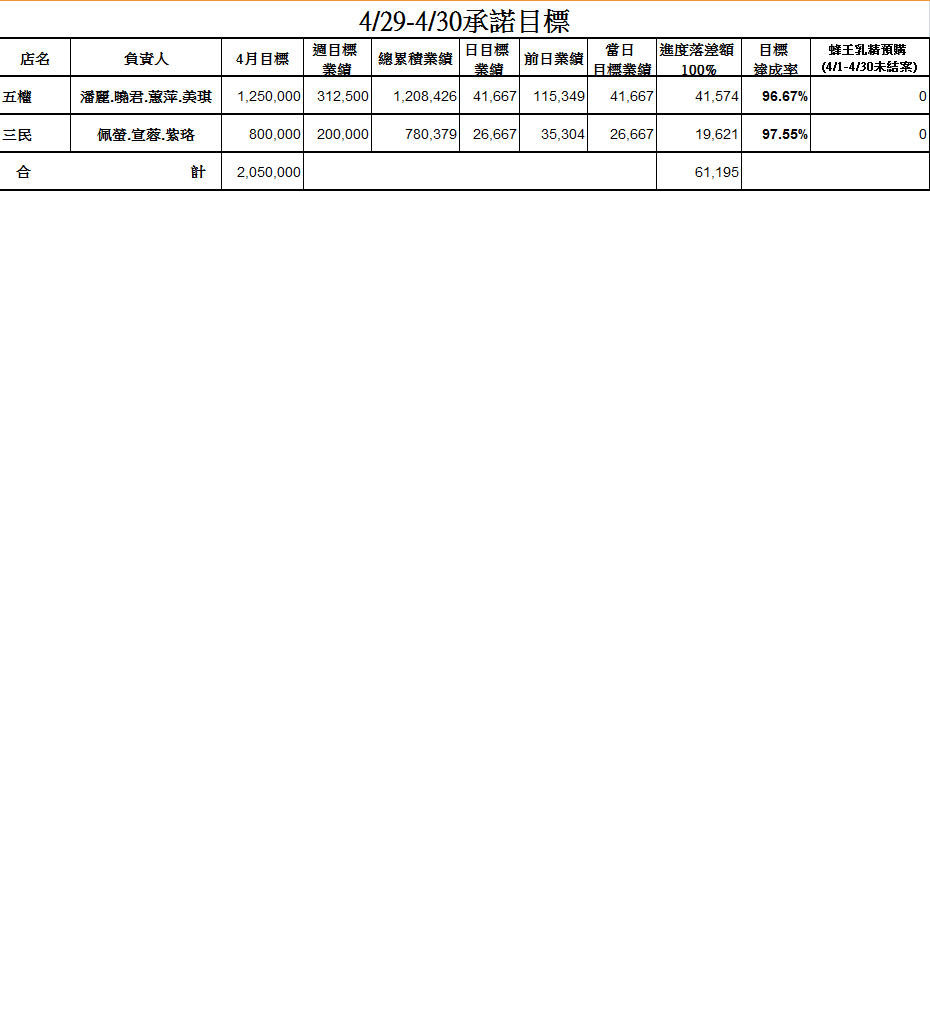 4/29-4/30承諾目標
店名 負責人 4月目標 週目標業績 總累積業績 日目標業績 前日業績 當日目標業績 進度落差額100% 目標達成率 蜂王乳精預購(4/1-4/30未結案)
五權 潘麗.曉君.蕙萍.美琪 1,250,000 312,500 1,208,426 41,667 115,349 41,667 41,574 96.67% 0
三民 佩螢.宣蓉.紫珞 800,000 200,000 780,379 26,667 35,304 26,667 19,621 97.55% 0
合計 2,050,000 61,195